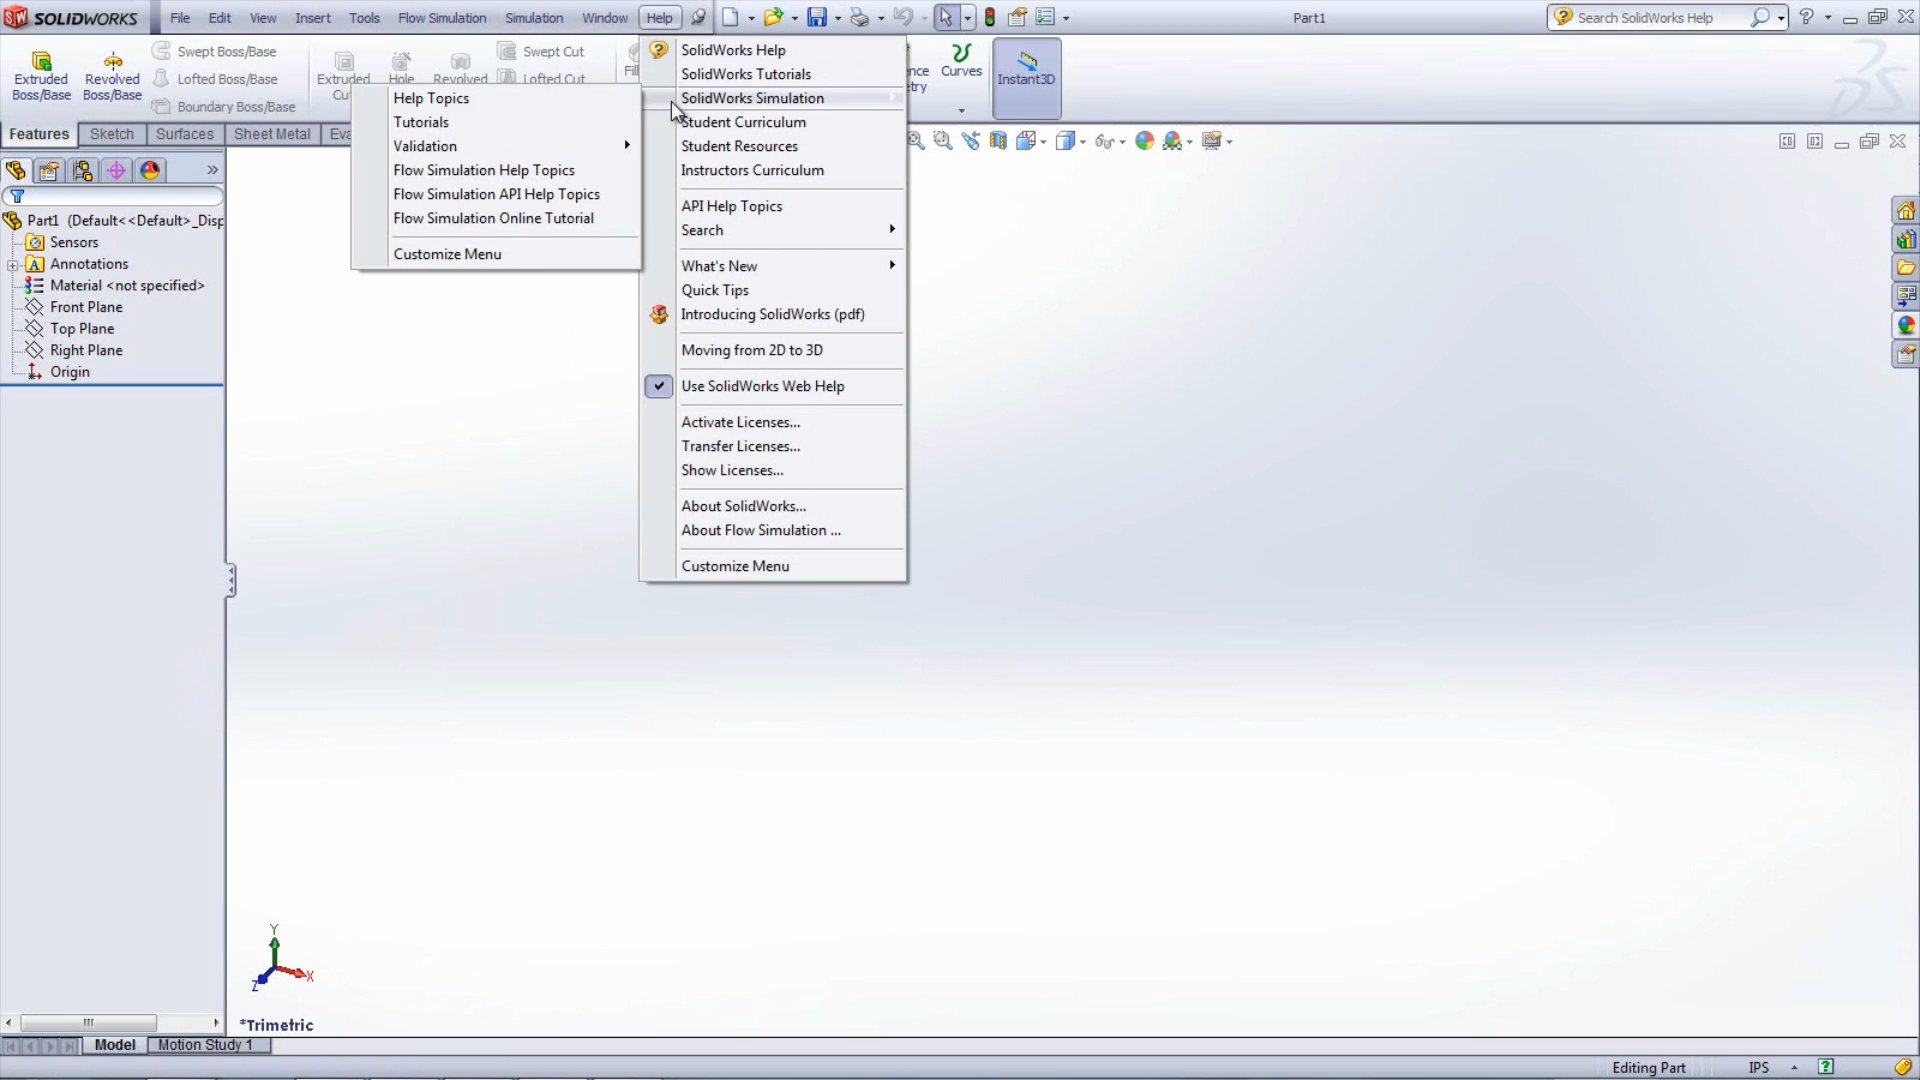 SOLIDWORKS File Edit View Insert Tools Flow Simulation Simulation Window Help Part1 Search SolidWorks Help
Extruded Boss/Base
Revolved Boss/Base
Swept Boss/Base
Lofted Boss/Base
Boundary Boss/Base
Extruded
Hole
Revolved
Swept Cut
Lofted Cut
Curves
Instant3D
Features Sketch Surfaces Sheet Metal
Part1 (Default<<Default>_Disp
Sensors
Annotations
Material <not specified>
Front Plane
Top Plane
Right Plane
Origin
Help Topics
Tutorials
Validation
Flow Simulation Help Topics
Flow Simulation API Help Topics
Flow Simulation Online Tutorial
Customize Menu
SolidWorks Help
SolidWorks Tutorials
SolidWorks Simulation
Student Curriculum
Student Resources
Instructors Curriculum
API Help Topics
Search
What's New
Quick Tips
Introducing SolidWorks (pdf)
Moving from 2D to 3D
Use SolidWorks Web Help
Activate Licenses...
Transfer Licenses...
Show Licenses...
About SolidWorks...
About Flow Simulation ...
Customize Menu
Y
X
Z
*Trimetric
Model Motion Study 1
Editing Part IPS